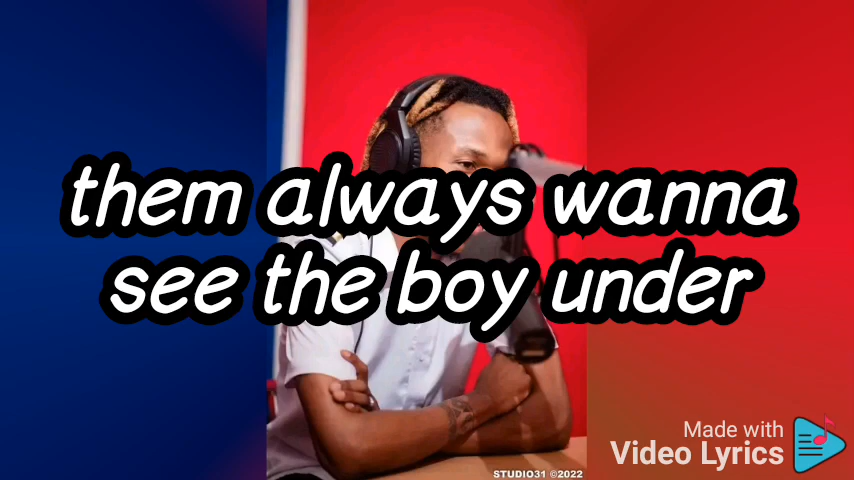 them always wanna
see the boy under
Made with
Video Lyrics
STUDIO31 ©2022